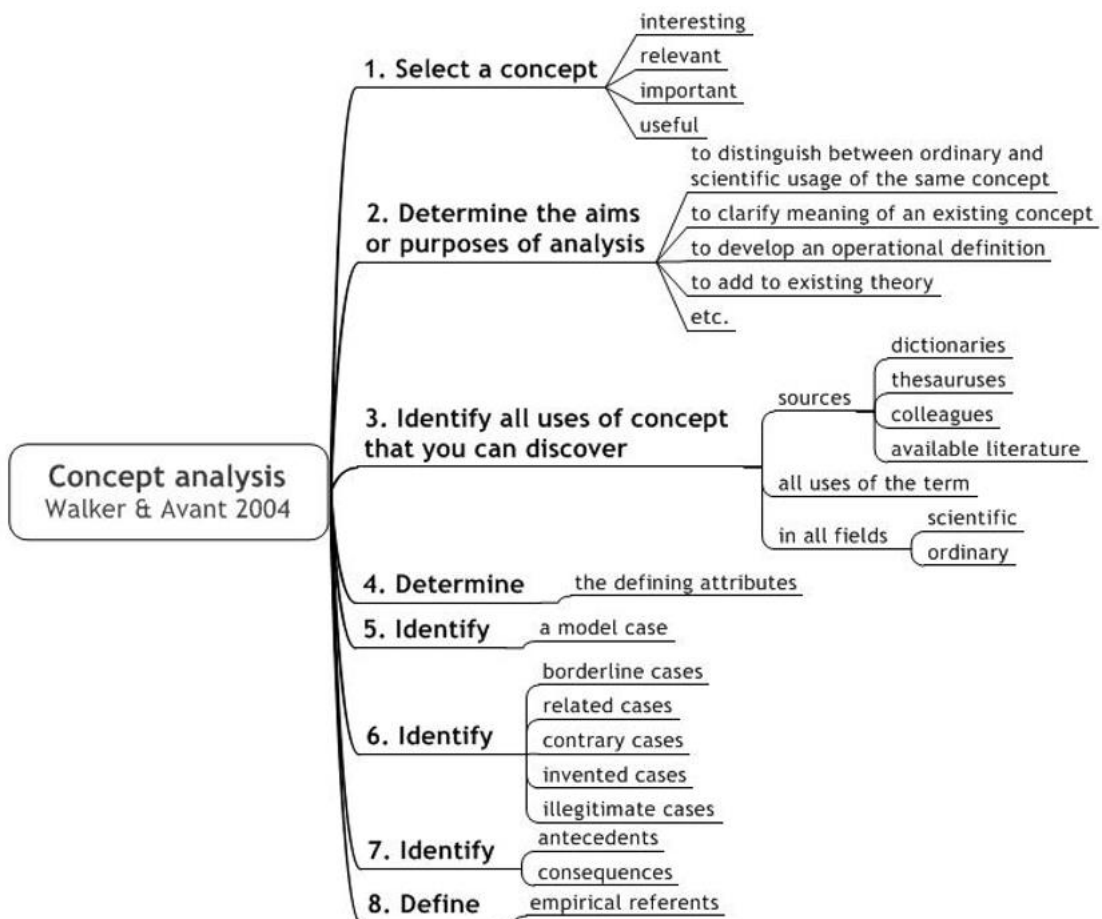 Concept analysis
Walker & Avant 2004
1. Select a concept
interesting
relevant
important
useful
2. Determine the aims
or purposes of analysis
to distinguish between ordinary and
scientific usage of the same concept
to clarify meaning of an existing concept
to develop an operational definition
to add to existing theory
etc.
3. Identify all uses of concept
that you can discover
sources
dictionaries
thesauruses
colleagues
available literature
all uses of the term
in all fields
scientific
ordinary
4. Determine
the defining attributes
5. Identify
a model case
6. Identify
borderline cases
related cases
contrary cases
invented cases
illegitimate cases
7. Identify
antecedents
consequences
8. Define
empirical referents